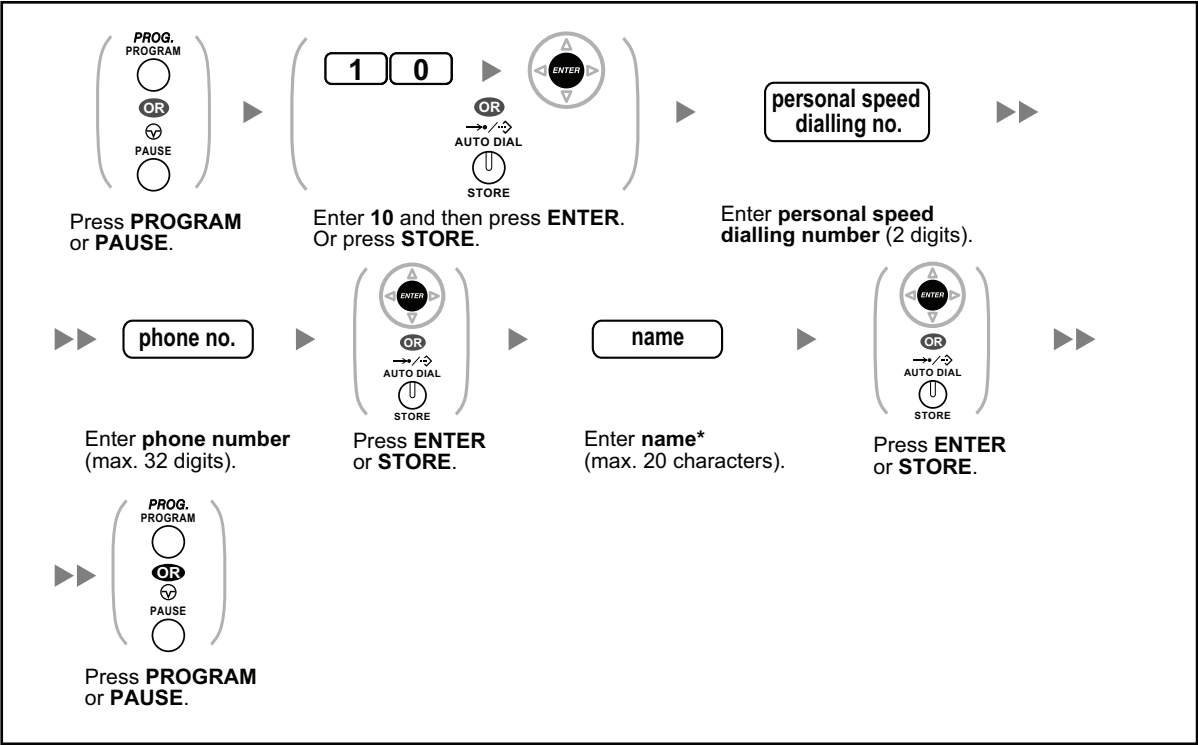 PROG.
PROGRAM
OR
PAUSE
Press PROGRAM
or PAUSE.
1 0
ENTER
OR
AUTO DIAL
STORE
Enter 10 and then press ENTER.
Or press STORE.
personal speed
dialling no.
Enter personal speed
dialling number (2 digits).
phone no.
Enter phone number
(max. 32 digits).
ENTER
OR
AUTO DIAL
STORE
Press ENTER
or STORE.
name
Enter name*
(max. 20 characters).
ENTER
OR
AUTO DIAL
STORE
Press ENTER
or STORE.
PROG.
PROGRAM
OR
PAUSE
Press PROGRAM
or PAUSE.